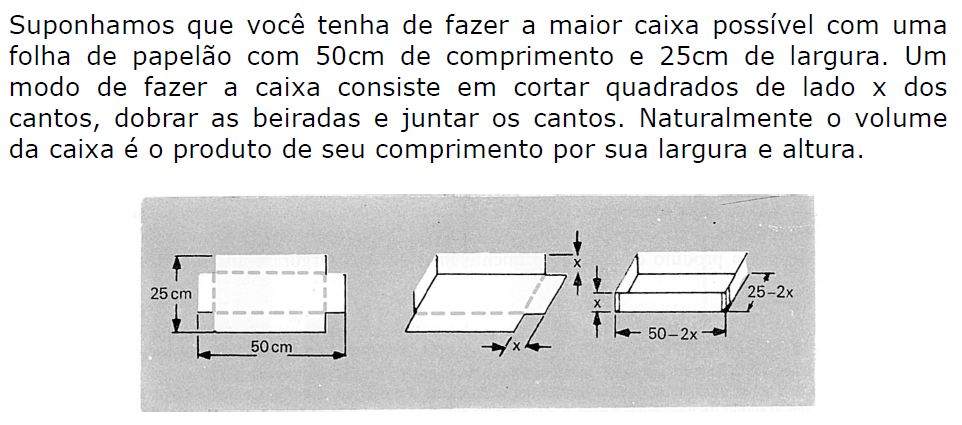 Suponhamos que você tenha de fazer a maior caixa possível com uma
folha de papelão com 50cm de comprimento e 25cm de largura. Um
modo de fazer a caixa consiste em cortar quadrados de lado x dos
cantos, dobrar as beiradas e juntar os cantos. Naturalmente o volume
da caixa é o produto de seu comprimento por sua largura e altura.
25 cm
50 cm
x
x
x
25-2x
50-2x